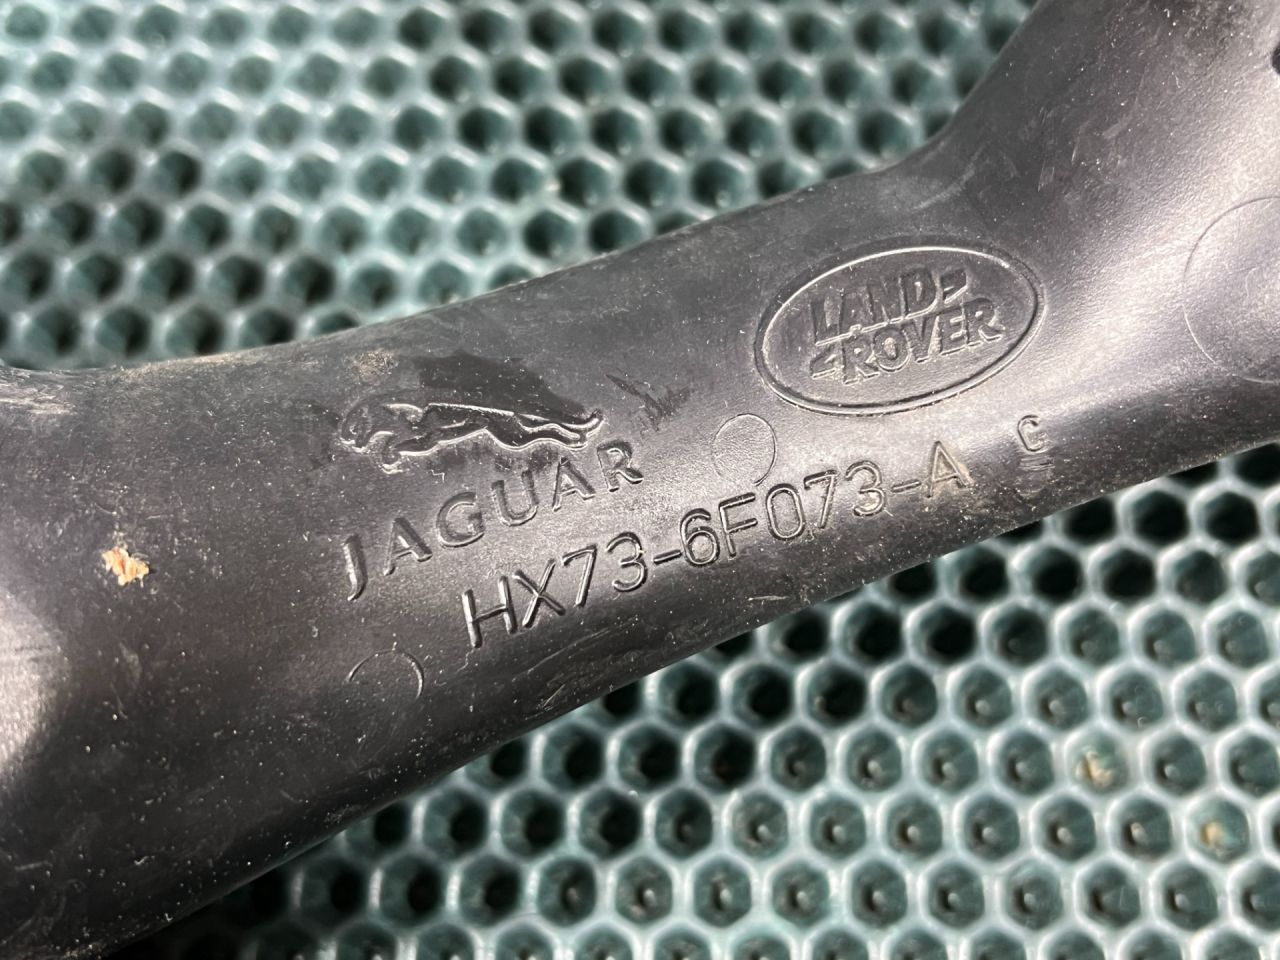 LAND
ROVER
JAGUAR
HX73-6F073-A C